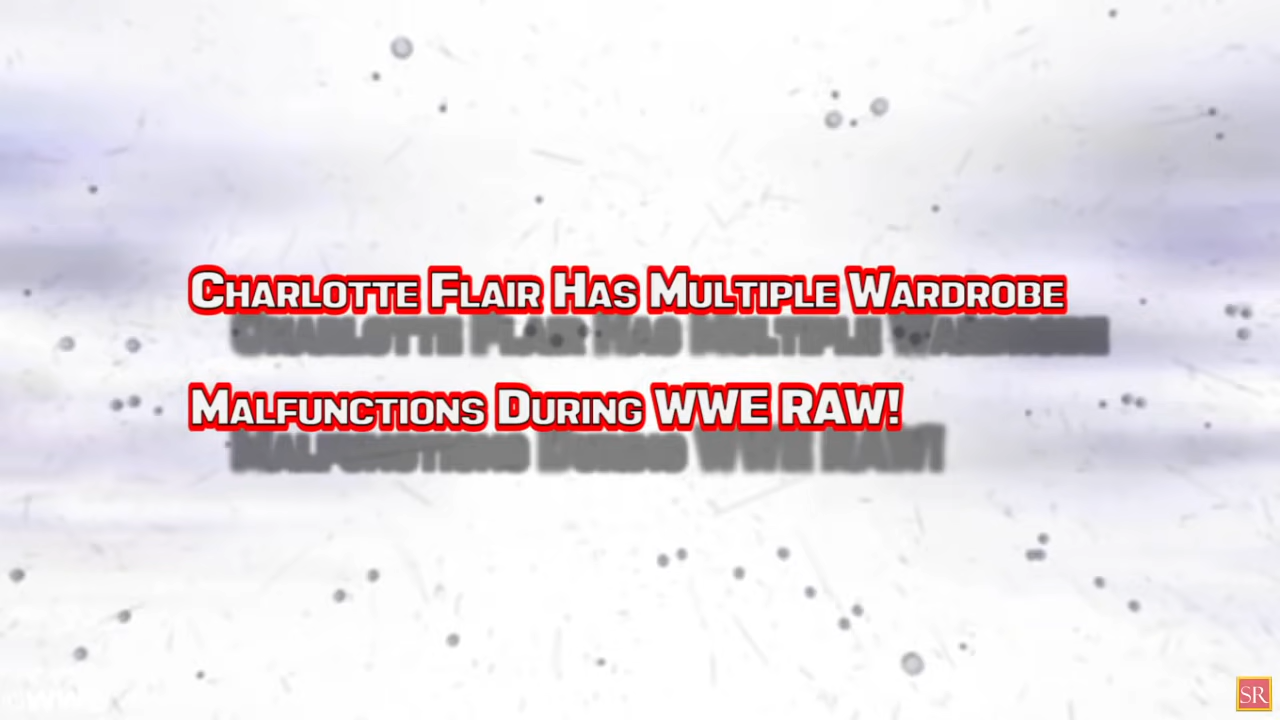 Charlotte Flair Has Multiple Wardrobe
Malfunctions During WWE RAW!
SR